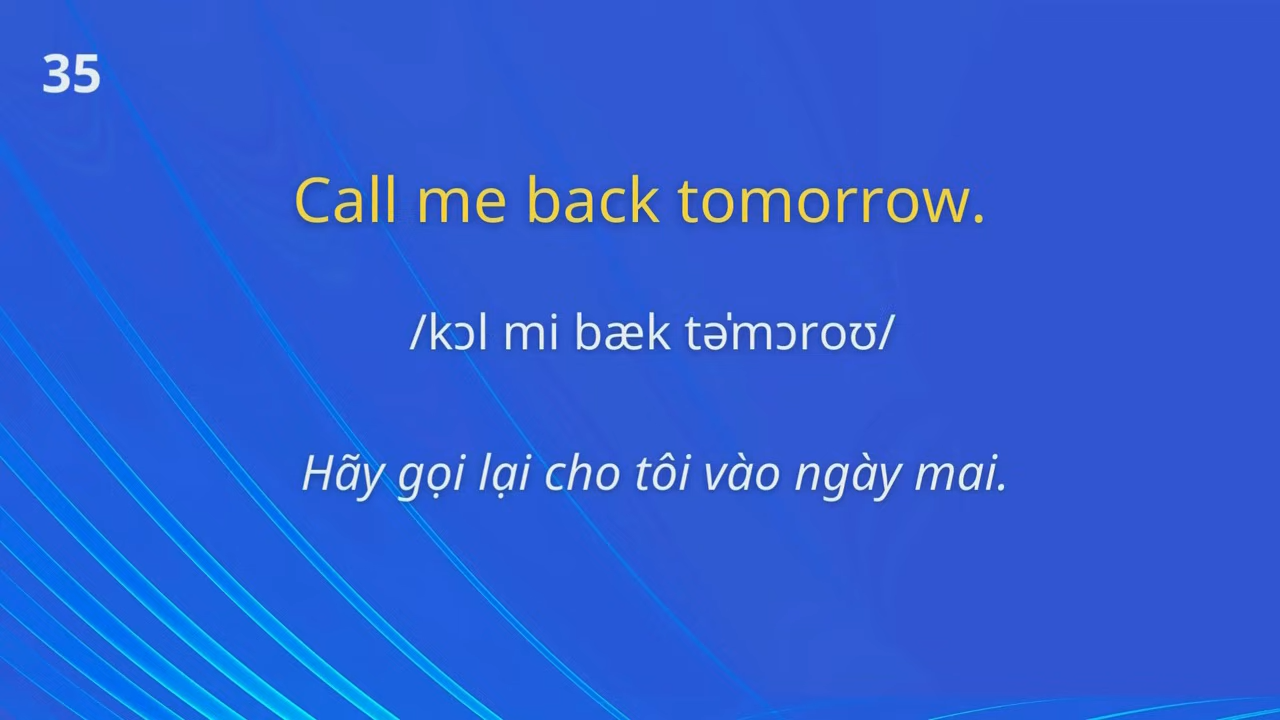 35
Call me back tomorrow.
/kɔl mi bæk təˈmɔroʊ/
Hãy gọi lại cho tôi vào ngày mai.